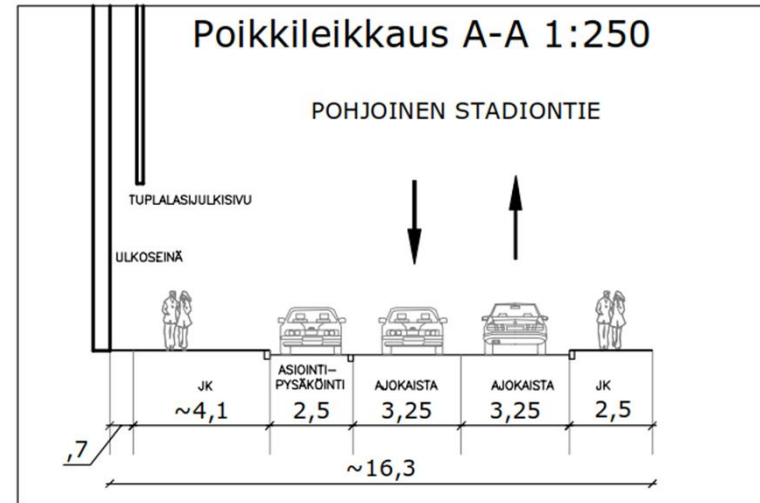 Poikkileikkaus A-A 1:250
POHJOINEN STADIONTIE
TUPLALASIJULKISIVU
ULKOSEINÄ
JK
~4,1
ASIOINTI-
PYSÄKÖINTI
2,5
AJOKAISTA
3,25
AJOKAISTA
3,25
JK
2,5
,7
~16,3